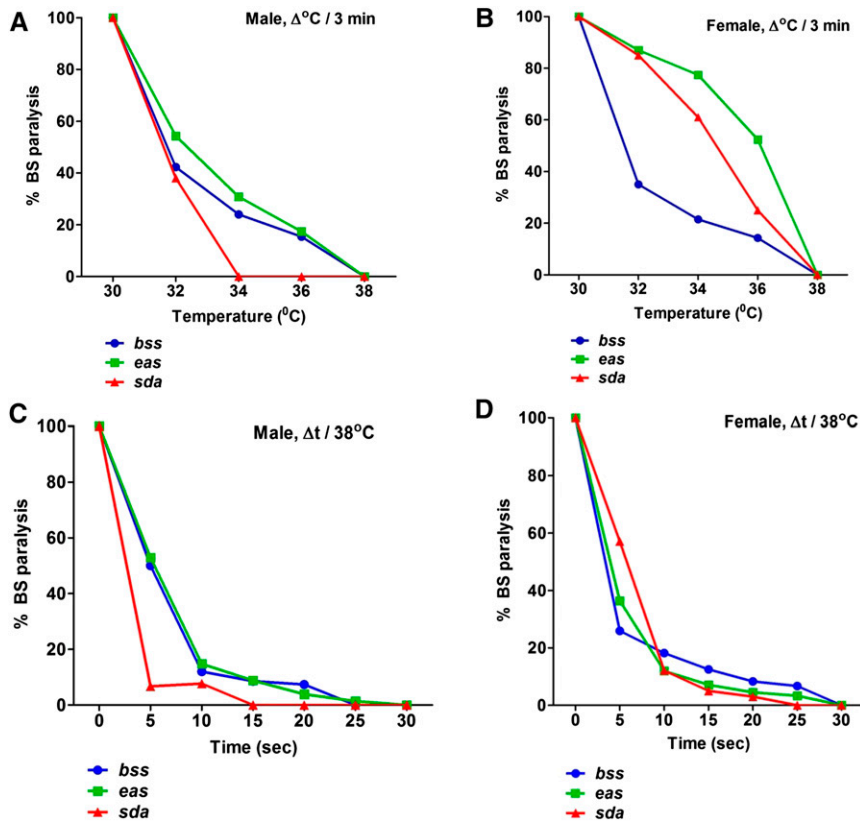 A
Male, Δ°C / 3 min
% BS paralysis
100
80
60
40
20
0
30 32 34 36 38
Temperature (⁰C)
bss
eas
sda
B
Female, Δ°C / 3 min
% BS paralysis
100
80
60
40
20
0
30 32 34 36 38
Temperature (⁰C)
bss
eas
sda
C
Male, Δt / 38°C
% BS paralysis
100
80
60
40
20
0
0 5 10 15 20 25 30
Time (sec)
bss
eas
sda
D
Female, Δt / 38°C
% BS paralysis
100
80
60
40
20
0
0 5 10 15 20 25 30
Time (sec)
bss
eas
sda